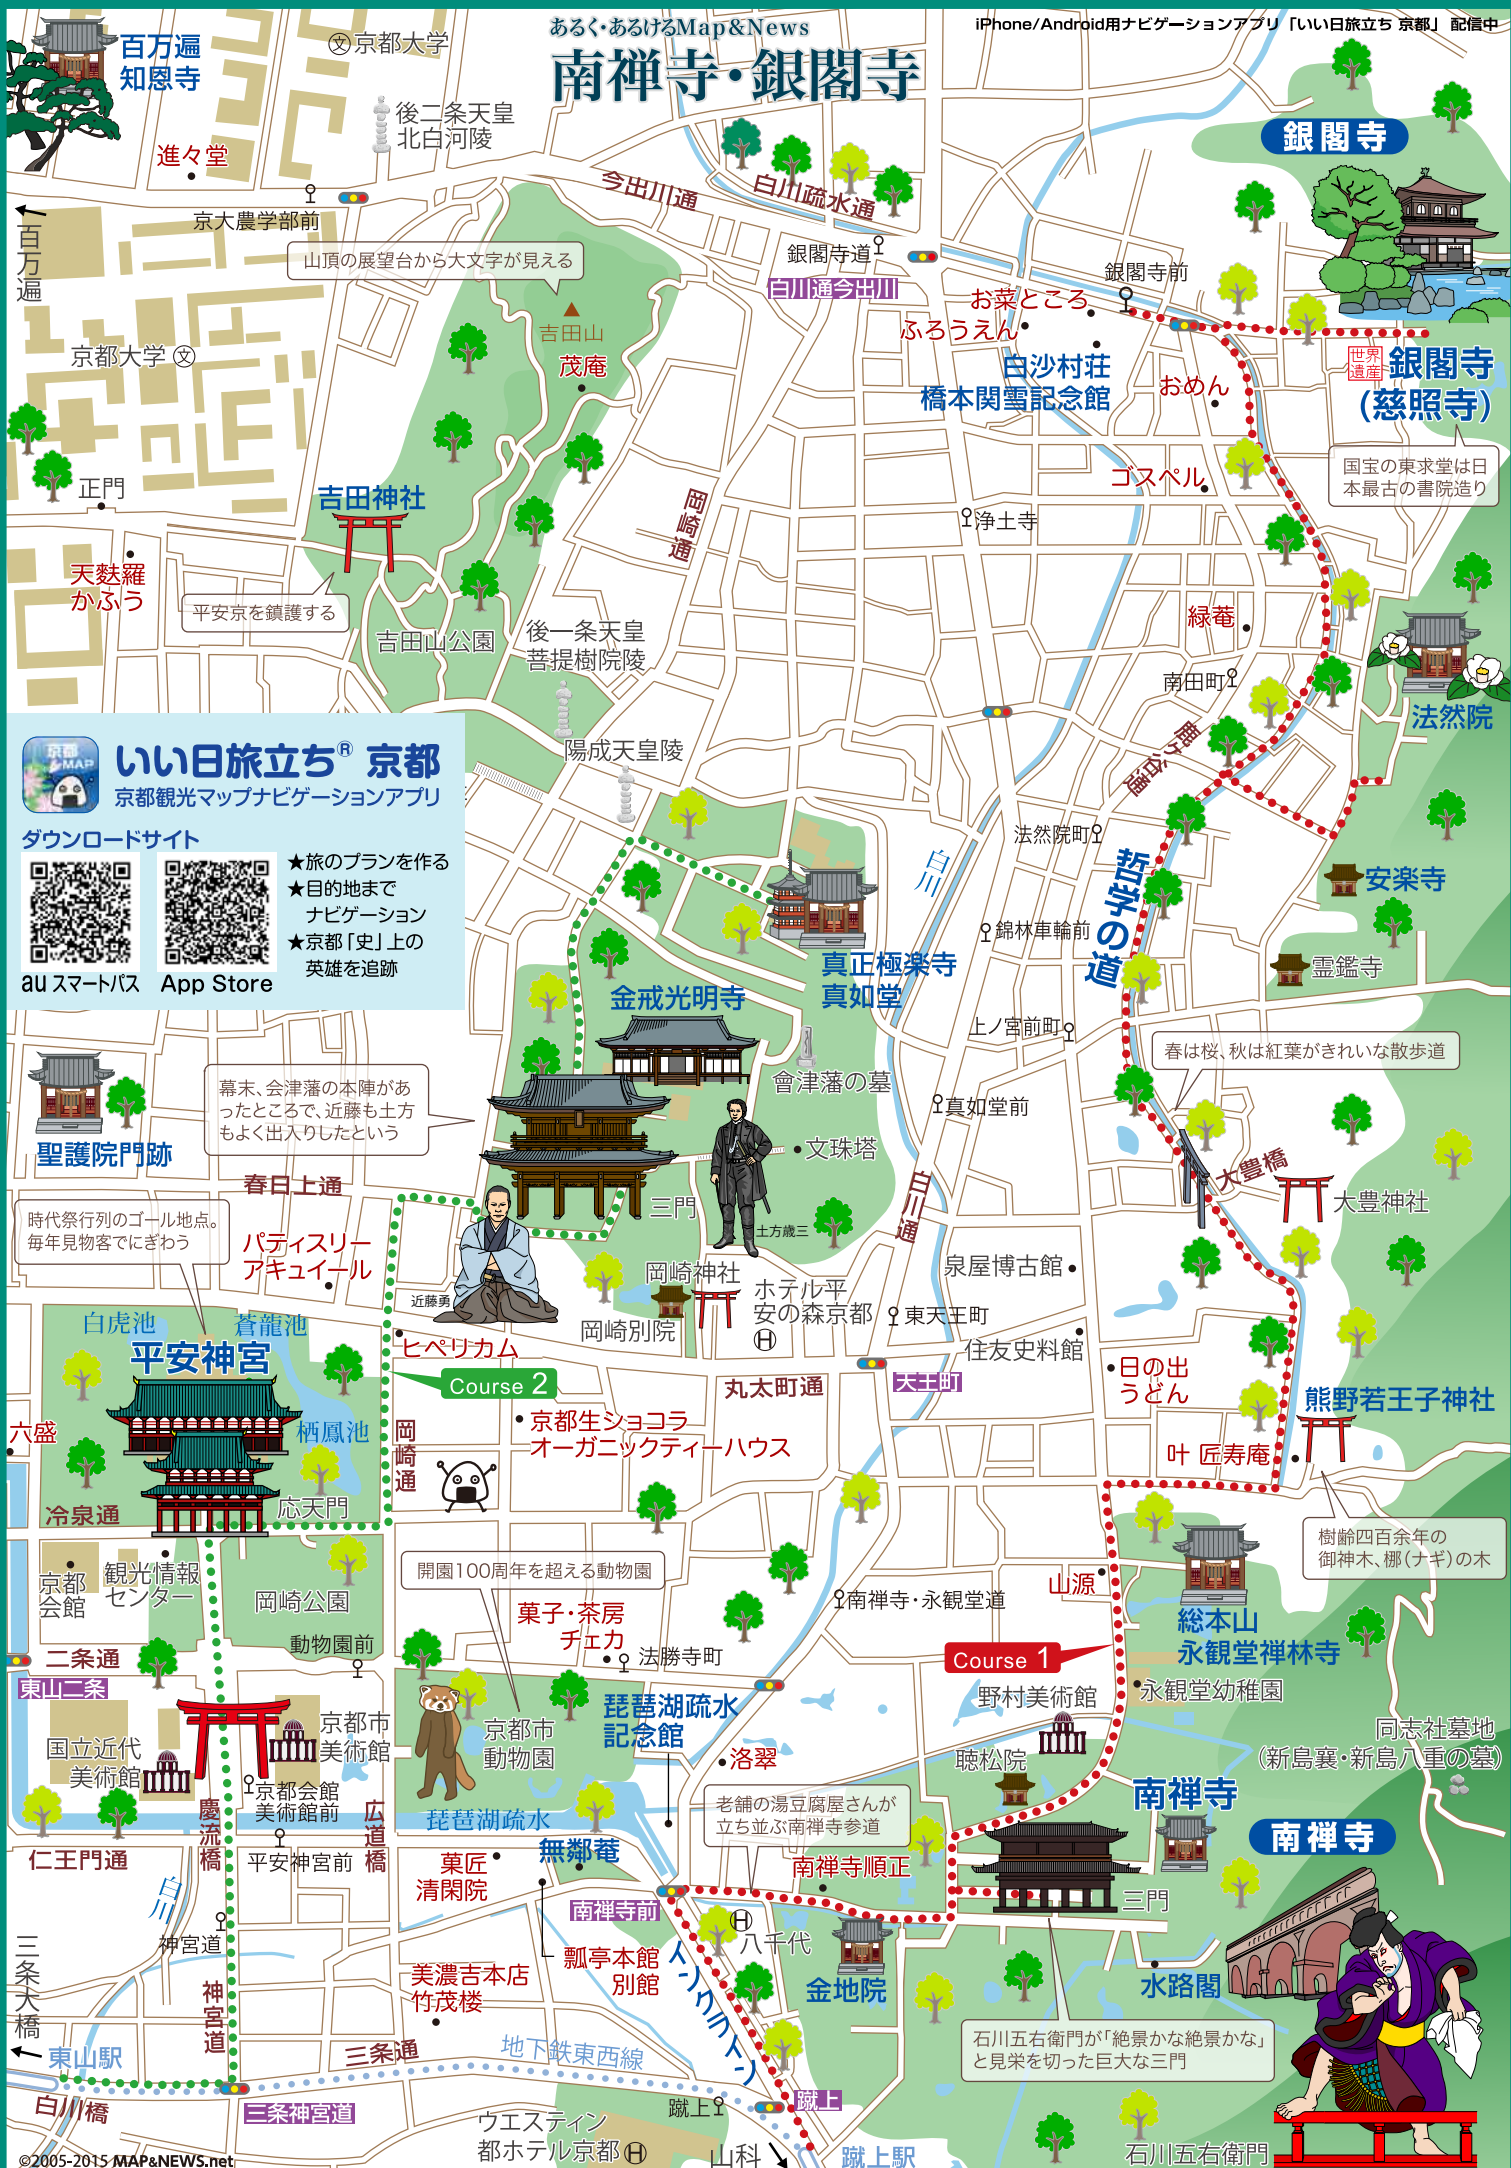 あるく・あるけるMap&News
南禅寺・銀閣寺
iPhone/Android用ナビゲーションアプリ「いい日旅立ち 京都」 配信中
百万遍
知恩寺
文京都大学
後二条天皇
北白河陵
進々堂
京大農学部前
百万遍
山頂の展望台から大文字が見える
今出川通
白川疏水通
銀閣寺道
白川通今出川
銀閣寺
銀閣寺前
お菜ところ
ふろうえん
白沙村荘
橋本関雪記念館
おめん
世界
遺産
銀閣寺
(慈照寺)
国宝の東求堂は日
本最古の書院造り
吉田山
茂庵
京都大学文
正門
吉田神社
岡崎通
ゴスペル
浄土寺
天麩羅
かふう
平安京を鎮護する
吉田山公園
後一条天皇
菩提樹院陵
緑菴
南田町
法然院
陽成天皇陵
鹿ヶ谷通
いい日旅立ち® 京都
京都観光マップナビゲーションアプリ
京都
MAP
ダウンロードサイト
★旅のプランを作る
★目的地まで
ナビゲーション
★京都「史」上の
英雄を追跡
au スマートパス
App Store
法然院町
白川
哲学の道
安楽寺
錦林車輪前
霊鑑寺
真正極楽寺
真如堂
金戒光明寺
上ノ宮前町
春は桜、秋は紅葉がきれいな散歩道
會津藩の墓
真如堂前
幕末、会津藩の本陣があ
ったところで、近藤も土方
もよく出入りしたという
聖護院門跡
文珠塔
春日上通
大豊橋
大豊神社
白川通
三門
土方歳三
時代祭行列のゴール地点。
毎年見物客でにぎわう
パティスリー
アキュイール
泉屋博古館
岡崎神社
ホテル平
安の森京都
H
近藤勇
岡崎別院
東天王町
住友史料館
白虎池
蒼龍池
平安神宮
ヒペリカム
Course 2
丸太町通
天王町
日の出
うどん
熊野若王子神社
六盛
栖鳳池
岡崎通
京都生ショコラ
オーガニックティーハウス
叶 匠寿庵
冷泉通
応天門
樹齢四百余年の
御神木、梛(ナギ)の木
京都
会館
観光情報
センター
岡崎公園
開園100周年を超える動物園
山源
南禅寺・永観堂道
菓子・茶房
チェカ
総本山
永観堂禅林寺
動物園前
法勝寺町
Course 1
二条通
東山二条
永観堂幼稚園
野村美術館
琵琶湖疏水
記念館
京都市
美術館
京都市
動物園
国立近代
美術館
同志社墓地
(新島襄・新島八重の墓)
洛翠
聴松院
京都会館
美術館前
老舗の湯豆腐屋さんが
立ち並ぶ南禅寺参道
南禅寺
南禅寺
慶流橋
広道橋
琵琶湖疏水
無鄰菴
仁王門通
平安神宮前
菓匠
清閑院
南禅寺順正
白川
南禅寺前
三門
神宮道
H
八千代
三条大橋
瓢亭本館
別館
インクライン
美濃吉本店
竹茂楼
金地院
水路閣
神宮道
石川五右衛門が「絶景かな絶景かな」
と見栄を切った巨大な三門
東山駅
三条通
地下鉄東西線
白川橋
三条神宮道
蹴上
蹴上
ウエスティン
都ホテル京都H
山科
蹴上駅
石川五右衛門
©2005-2015 MAP&NEWS.net